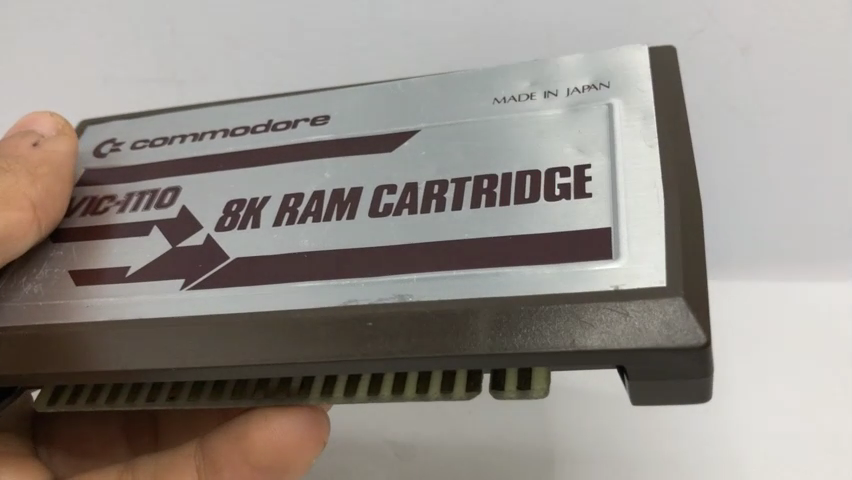 commodore
MADE IN JAPAN
VIC-1110
8K RAM CARTRIDGE